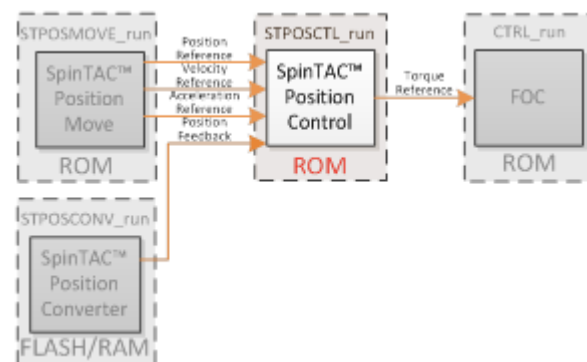 STPOSMOVE_run
SpinTAC™
Position
Move
ROM
Position
Reference
Velocity
Reference
Acceleration
Reference
Position
Feedback
STPOSCTL_run
SpinTAC™
Position
Control
ROM
Torque
Reference
CTRL_run
FOC
ROM
STPOSCONV_run
SpinTAC™
Position
Converter
FLASH/RAM